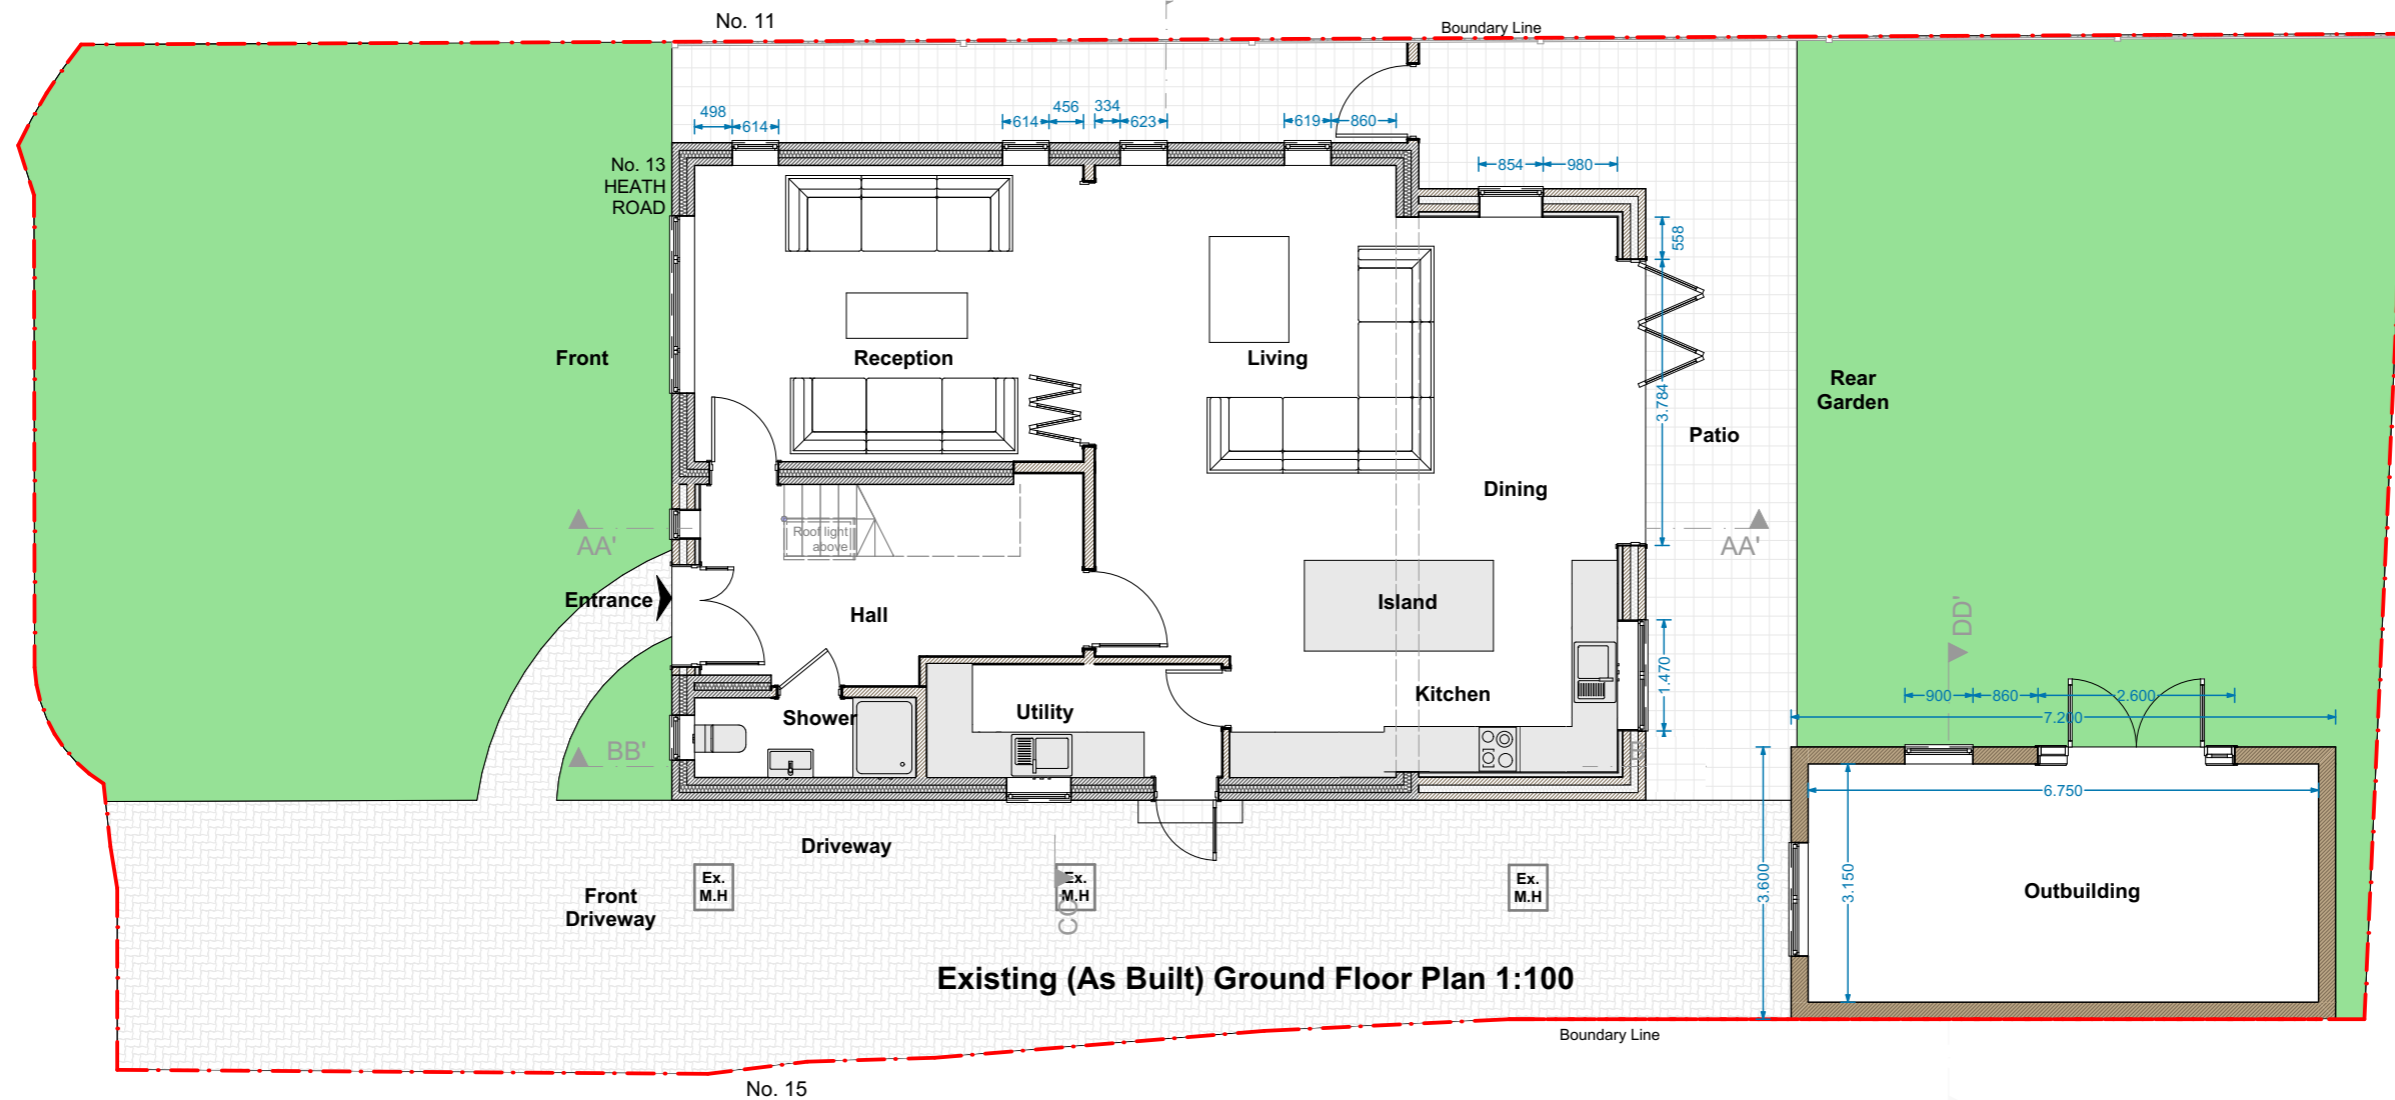 No. 11
Boundary Line
498
614
614
456
334
623
619
860
854
980
No. 13
HEATH
ROAD
558
3.784
Front
Reception
Living
Rear
Garden
Patio
Dining
Roof light
above
AA'
AA'
Entrance
Hall
Island
DD'
1.470
Kitchen
Shower
Utility
BB'
B
900
860
2.600
7.200
6.750
3.600
3.150
Outbuilding
Driveway
Ex.
M.H
Ex.
M.H
Ex.
M.H
CC'
Front
Driveway
Existing (As Built) Ground Floor Plan 1:100
Boundary Line
No. 15